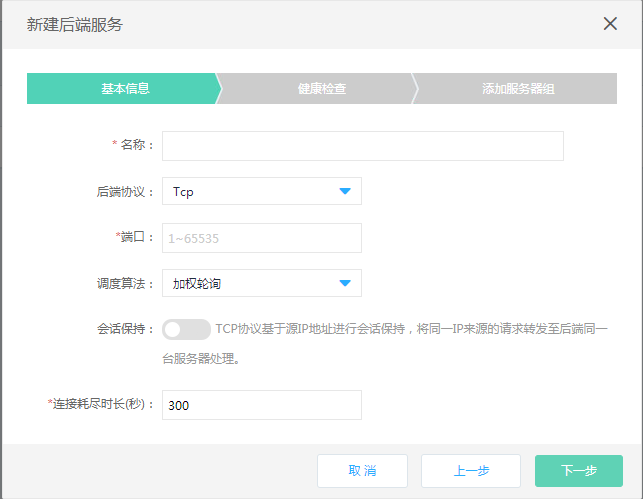 新建后端服务
基本信息
健康检查
添加服务器组
* 名称：
后端协议： Tcp
*端口： 1~65535
调度算法： 加权轮询
会话保持： TCP协议基于源IP地址进行会话保持，将同一IP来源的请求转发至后端同一
台服务器处理。
*连接耗尽时长(秒)： 300
取 消
上一步
下一步